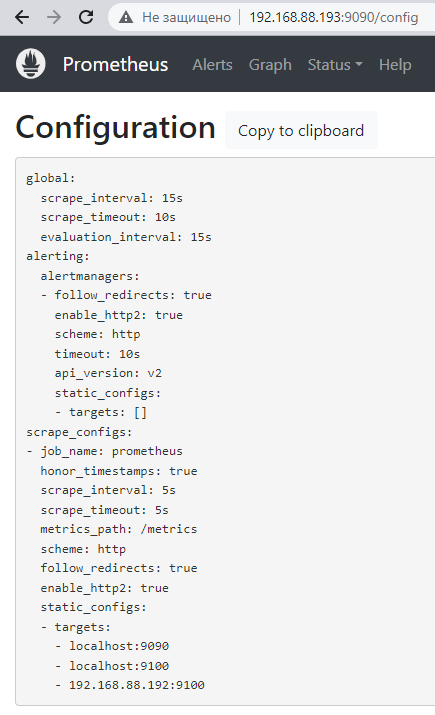 Не защищено | 192.168.88.193:9090/config
Prometheus Alerts Graph Status Help
Configuration Copy to clipboard
global:
  scrape_interval: 15s
  scrape_timeout: 10s
  evaluation_interval: 15s
alerting:
  alertmanagers:
  - follow_redirects: true
    enable_http2: true
    scheme: http
    timeout: 10s
    api_version: v2
    static_configs:
    - targets: []
scrape_configs:
- job_name: prometheus
  honor_timestamps: true
  scrape_interval: 5s
  scrape_timeout: 5s
  metrics_path: /metrics
  scheme: http
  follow_redirects: true
  enable_http2: true
  static_configs:
  - targets:
    - localhost:9090
    - localhost:9100
    - 192.168.88.192:9100